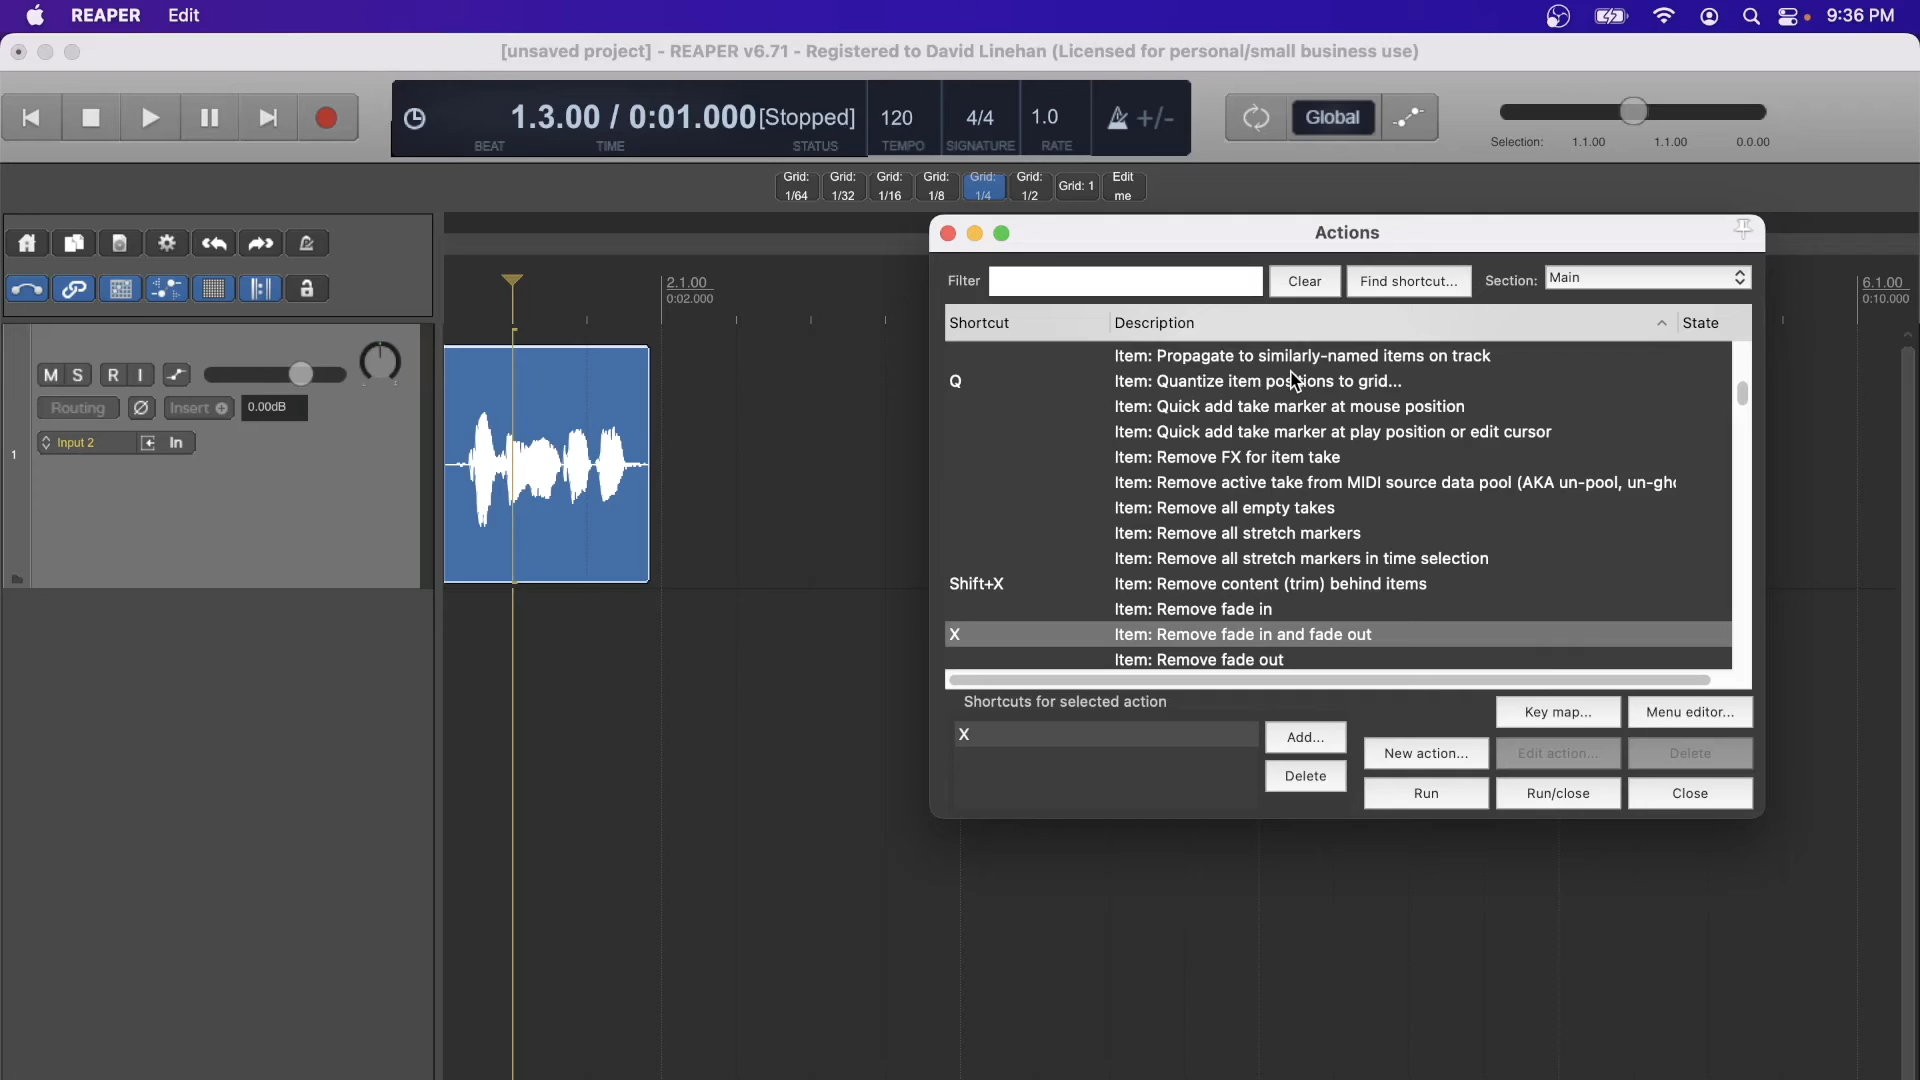 REAPER Edit 9:36 PM
[unsaved project] - REAPER v6.71 - Registered to David Linehan (Licensed for personal/small business use)
1.3.00 / 0:01.000 [Stopped] 120 4/4 1.0 +/-
BEAT TIME STATUS TEMPO SIGNATURE RATE
Global
Selection: 1.1.00 1.1.00 0.0.00
Grid: 1/64
Grid: 1/32
Grid: 1/16
Grid: 1/8
Grid: 1/4
Grid: 1/2
Grid: 1
Edit me
2.1.00
0:02.000
6.1.00
0:10.000
M S R I
Routing Ø Insert 0.00dB
Input 2 In
1
Actions
Filter Clear Find shortcut... Section: Main
Shortcut Description State
Item: Propagate to similarly-named items on track
Q Item: Quantize item positions to grid...
Item: Quick add take marker at mouse position
Item: Quick add take marker at play position or edit cursor
Item: Remove FX for item take
Item: Remove active take from MIDI source data pool (AKA un-pool, un-gh
Item: Remove all empty takes
Item: Remove all stretch markers
Item: Remove all stretch markers in time selection
Shift+X Item: Remove content (trim) behind items
Item: Remove fade in
X Item: Remove fade in and fade out
Item: Remove fade out
Shortcuts for selected action
X
Add...
Delete
Key map... Menu editor...
New action... Edit action... Delete
Run Run/close Close